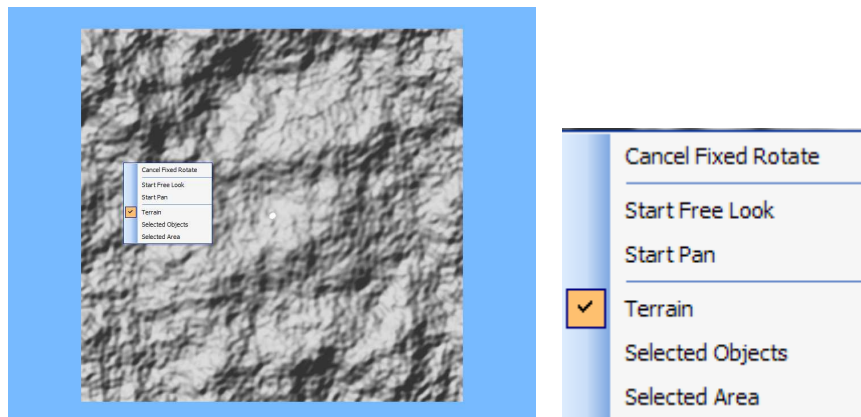 Cancel Fixed Rotate
Start Free Look
Start Pan
Terrain
Selected Objects
Selected Area
Cancel Fixed Rotate
Start Free Look
Start Pan
Terrain
Selected Objects
Selected Area